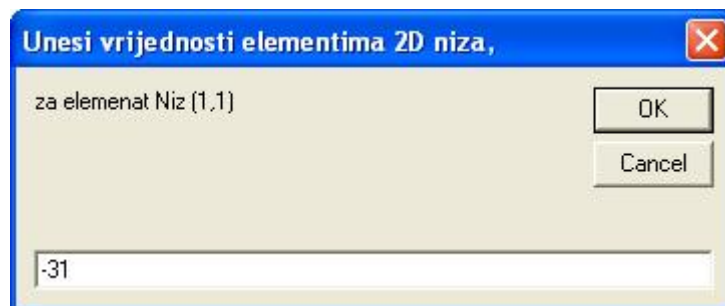 Unesi vrijednosti elementima 2D niza,
za elemenat Niz (1,1)
OK
Cancel
-31